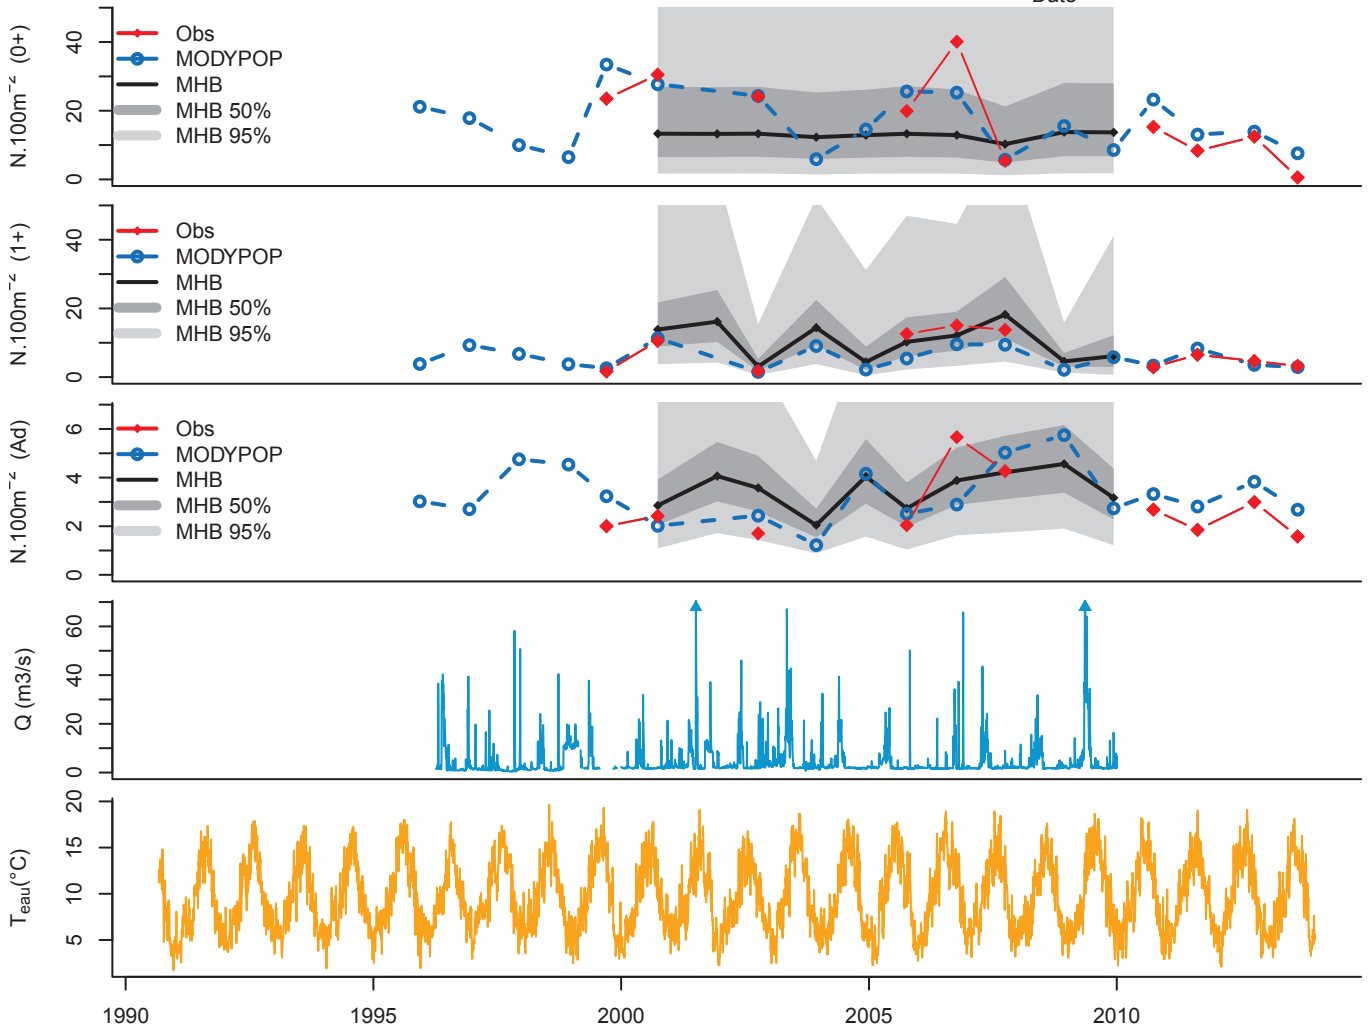 Date
N.100m⁻² (0+)
0 20 40
Obs
MODYPOP
MHB
MHB 50%
MHB 95%
N.100m⁻² (1+)
0 20 40
Obs
MODYPOP
MHB
MHB 50%
MHB 95%
N.100m⁻² (Ad)
0 2 4 6
Obs
MODYPOP
MHB
MHB 50%
MHB 95%
Q (m3/s)
0 20 40 60
Teau(°C)
5 10 15 20
1990 1995 2000 2005 2010